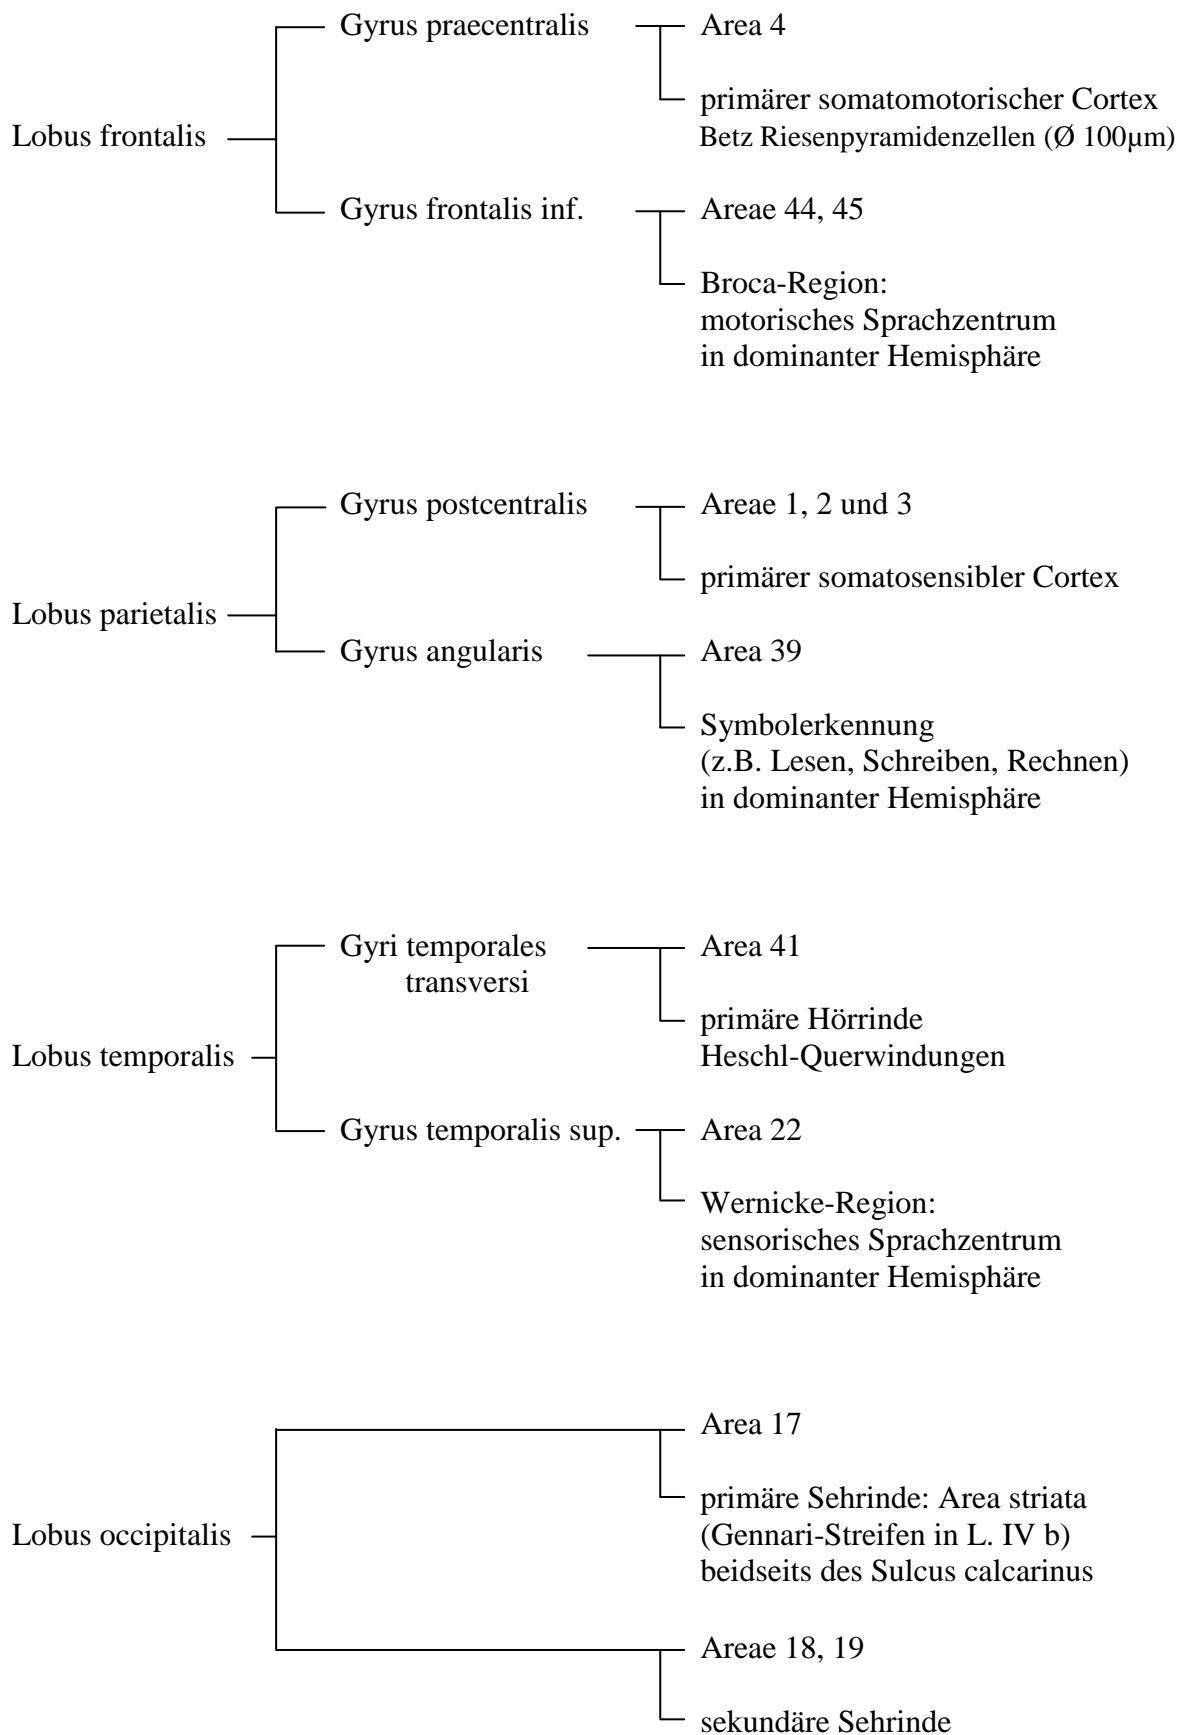 Gyrus praecentralis
Area 4
primärer somatomotorischer Cortex
Lobus frontalis
Betz Riesenpyramidenzellen (Ø 100µm)
Gyrus frontalis inf.
Areae 44, 45
Broca-Region:
motorisches Sprachzentrum
in dominanter Hemisphäre
Gyrus postcentralis
Areae 1, 2 und 3
primärer somatosensibler Cortex
Lobus parietalis
Gyrus angularis
Area 39
Symbolerkennung
(z.B. Lesen, Schreiben, Rechnen)
in dominanter Hemisphäre
Gyri temporales
transversi
Area 41
primäre Hörrinde
Heschl-Querwindungen
Lobus temporalis
Gyrus temporalis sup.
Area 22
Wernicke-Region:
sensorisches Sprachzentrum
in dominanter Hemisphäre
Area 17
primäre Sehrinde: Area striata
(Gennari-Streifen in L. IV b)
beidseits des Sulcus calcarinus
Lobus occipitalis
Areae 18, 19
sekundäre Sehrinde